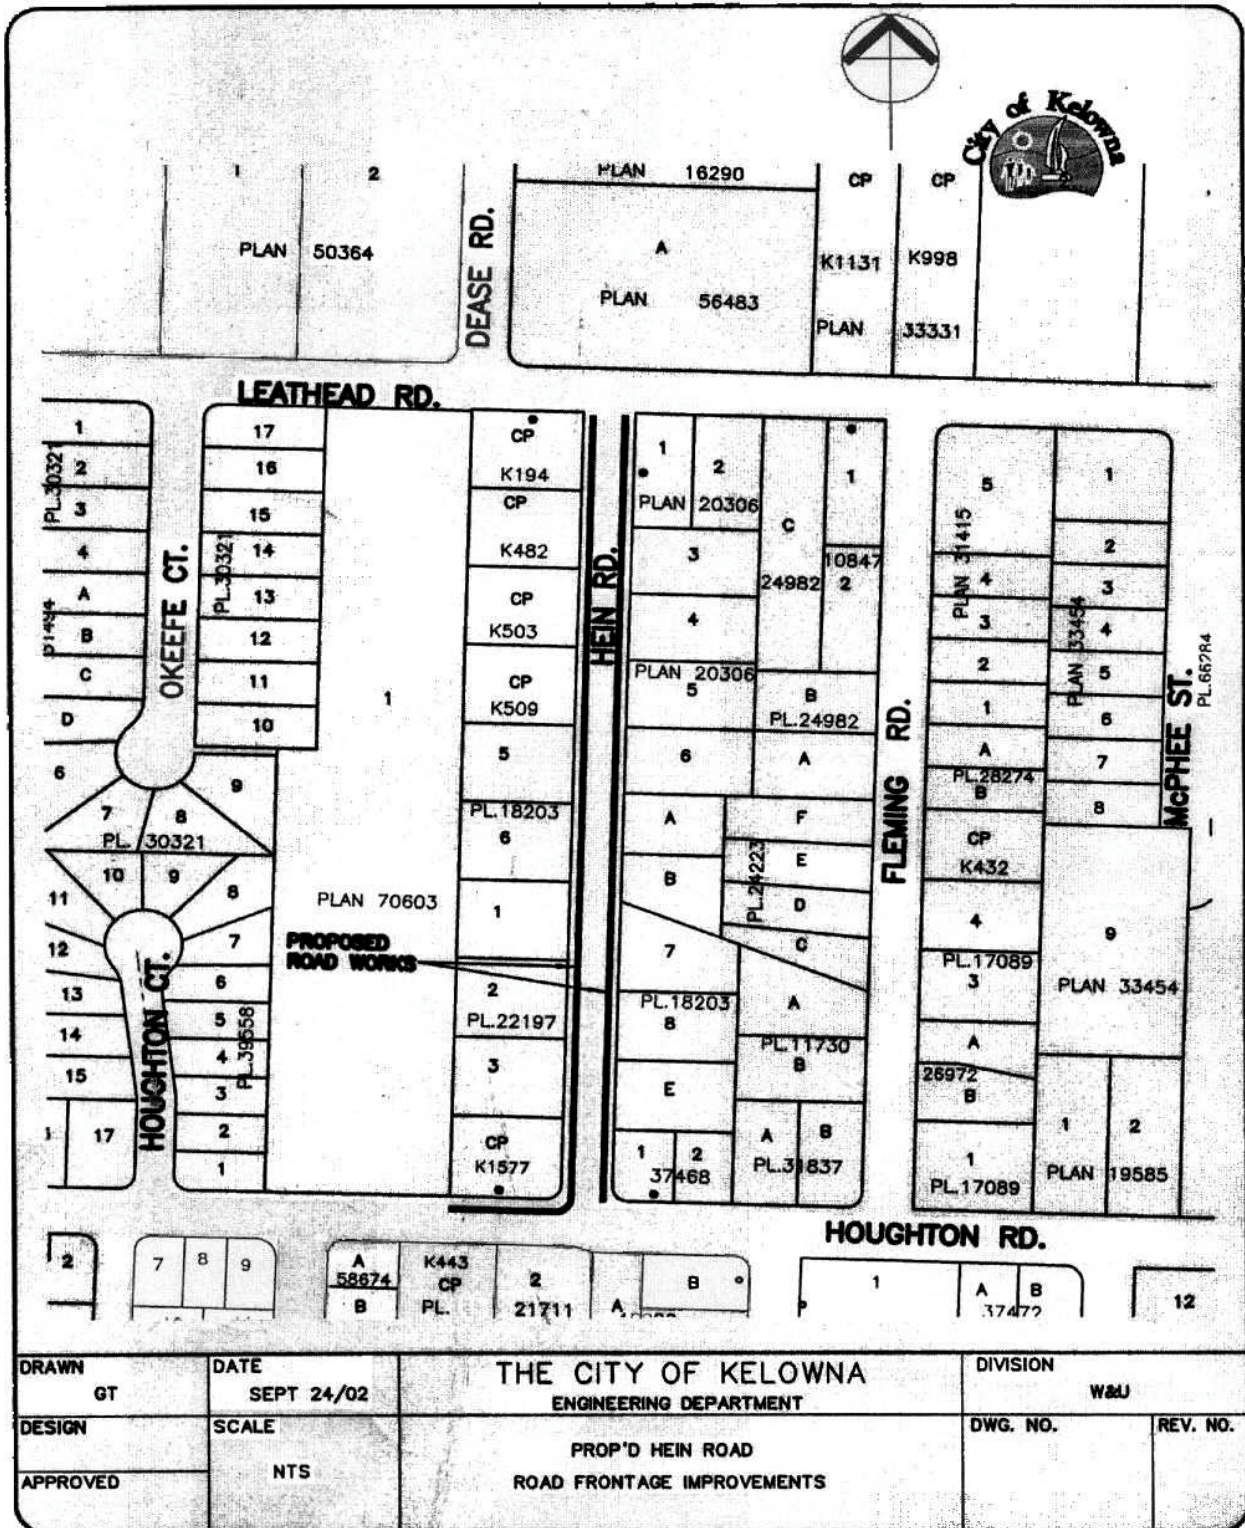 City of Kelowna
1
2
PLAN 50364
DEASE RD.
PLAN 16290
A
PLAN 56483
CP
CP
K1131
K998
PLAN 33331
LEATHEAD RD.
1
2
3
4
A
B
C
D
PL.30321
OKEEFE CT.
17
16
15
14
13
12
11
10
PL.30321
6
7
8
9
PL. 30321
10
9
8
11
7
12
6
13
5
14
4
15
3
2
17
1
PL.39558
HOUGHTON CT.
1
PLAN 70603
PROPOSED
ROAD WORKS
CP
K194
CP
K482
CP
K503
CP
K509
5
PL.18203
6
1
2
PL.22197
3
CP
K1577
HEIN RD.
1
2
PLAN 20306
3
4
PLAN 20306
5
6
A
B
7
PL.18203
8
E
1
2
37468
C
24982
1
10847
2
B
PL.24982
A
F
E
D
C
PL.24223
A
PL.11730
B
A
B
PL.31837
FLEMING RD.
5
PLAN 31415
4
3
2
1
A
PL.28274
B
CP
K432
4
PL.17089
3
A
26972
B
1
PL.17089
1
2
3
4
5
6
7
8
PLAN 33454
9
PLAN 33454
1
2
PLAN 19585
McPHEE ST.
PL.66284
HOUGHTON RD.
2
7
8
9
A
58674
B
K443
CP
PL.
2
21711
A
B
1
A
B
37472
12
DRAWN
GT
DATE
SEPT 24/02
THE CITY OF KELOWNA
ENGINEERING DEPARTMENT
DIVISION
W&U
DESIGN
SCALE
NTS
PROP'D HEIN ROAD
ROAD FRONTAGE IMPROVEMENTS
DWG. NO.
REV. NO.
APPROVED